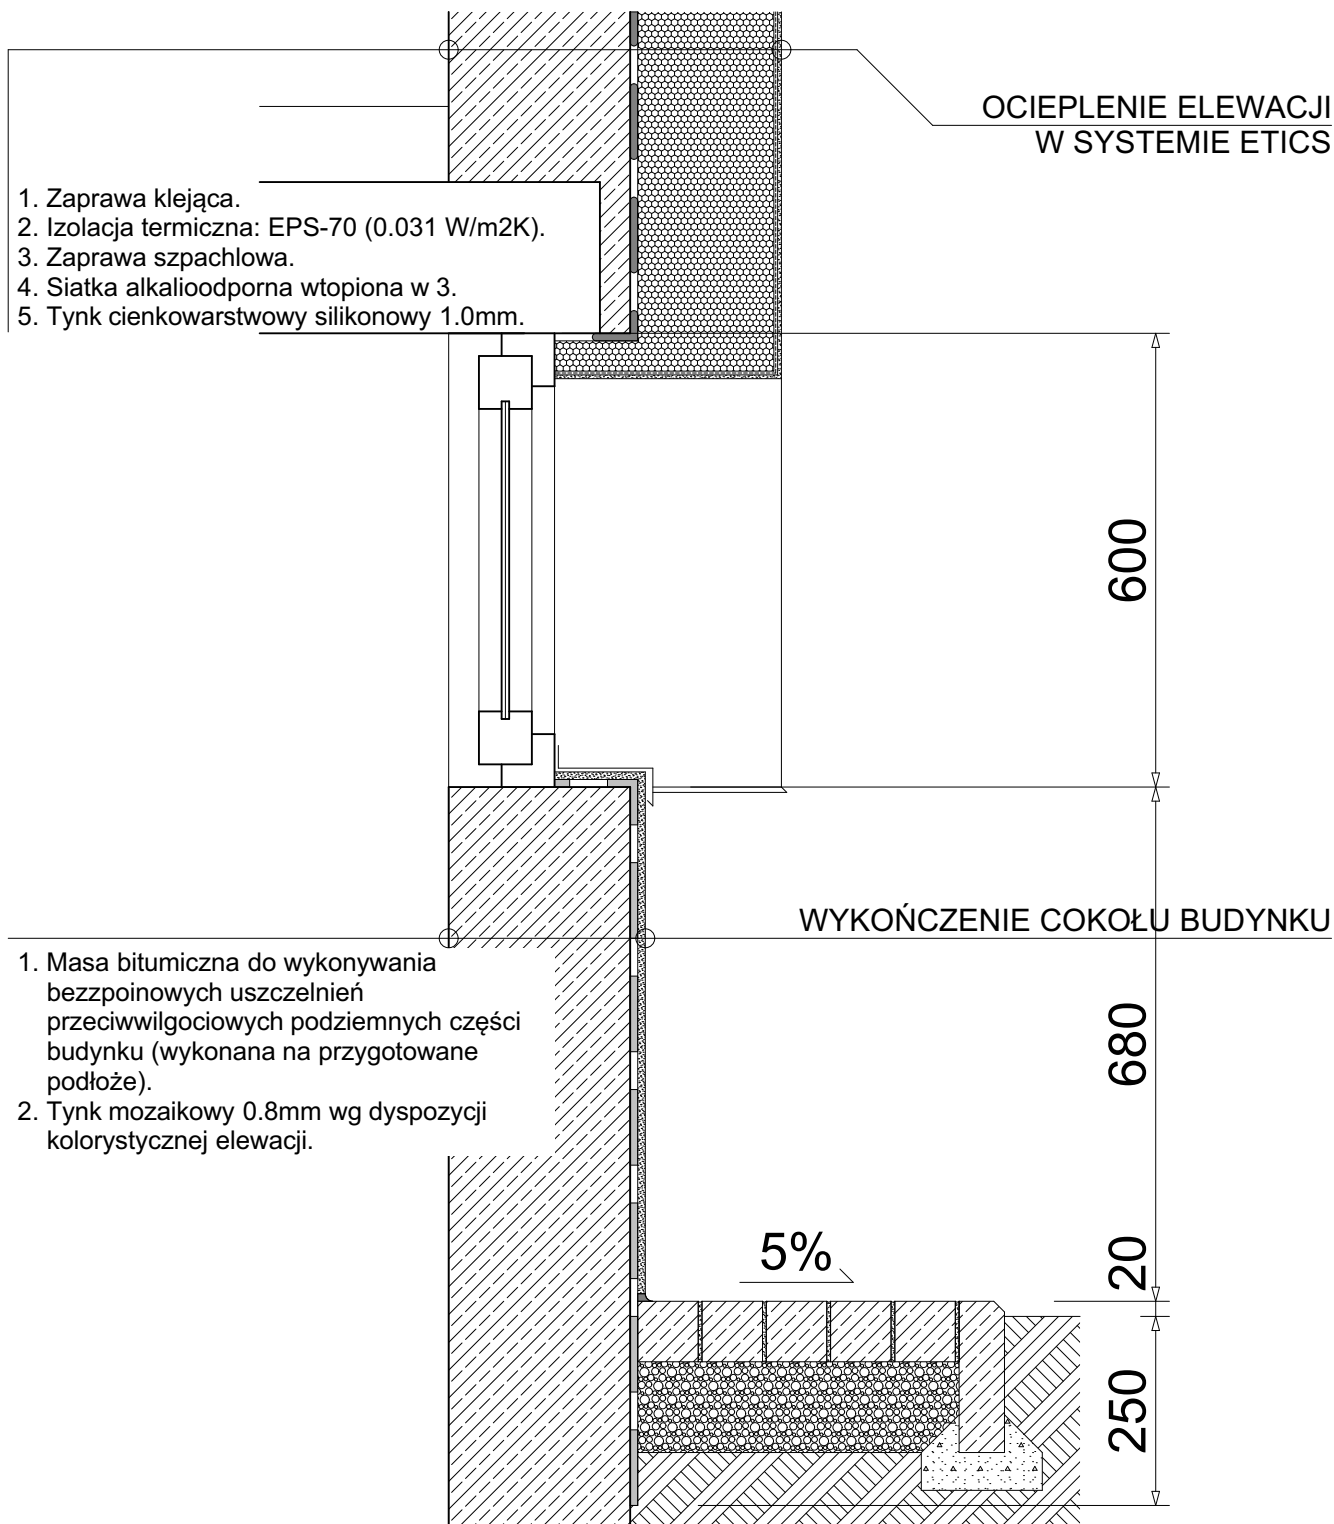 OCIEPLENIE ELEWACJI
W SYSTEMIE ETICS
1. Zaprawa klejąca.
2. Izolacja termiczna: EPS-70 (0.031 W/m2K).
3. Zaprawa szpachlowa.
4. Siatka alkalioodporna wtopiona w 3.
5. Tynk cienkowarstwowy silikonowy 1.0mm.
600
WYKOŃCZENIE COKOŁU BUDYNKU
1. Masa bitumiczna do wykonywania
bezzpoinowych uszczelnień
przeciwwilgociowych podziemnych części
budynku (wykonana na przygotowane
podłoże).
2. Tynk mozaikowy 0.8mm wg dyspozycji
kolorystycznej elewacji.
680
5%
20
250